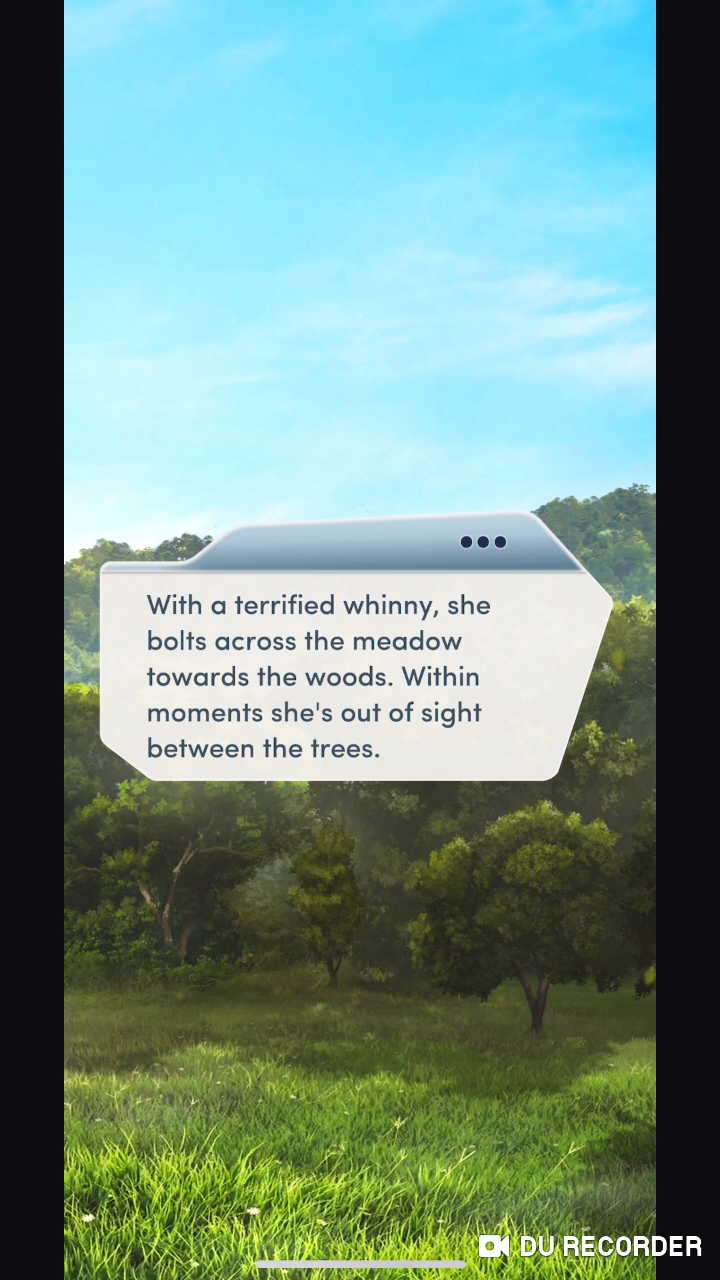 With a terrified whinny, she
bolts across the meadow
towards the woods. Within
moments she's out of sight
between the trees.
DU RECORDER